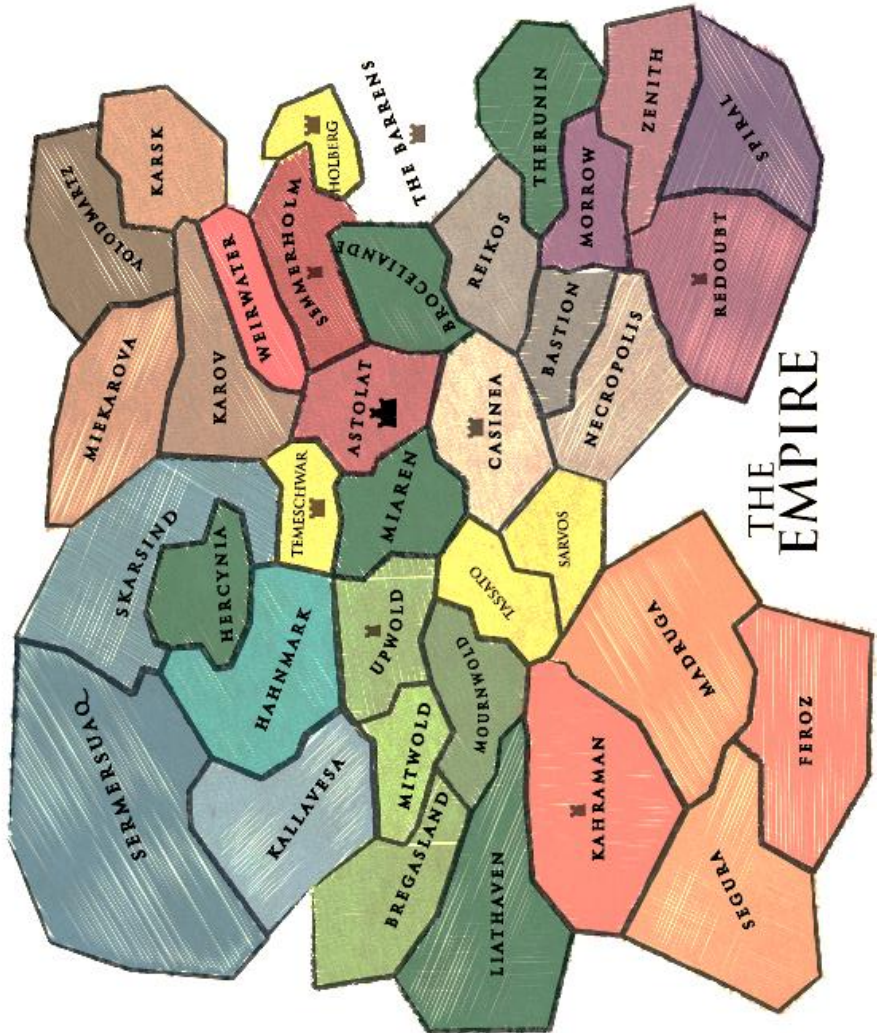 SERMERSUAQ
SKARSIND
MIEKAROVA
VOLODMARTZ
KARSK
HERCYNIA
KAROV
HAHNMARK
WEIRWATER
KALLAVESA
TEMESCHWAR
SEMMERHOLM
HOLBERG
ASTOLAT
UPWOLD
MIAREN
BROCELIANDE
THE BARRENS
BREGASLAND
MITWOLD
MOURNWOLD
TASSATO
CASINEA
REIKOS
LIATHAVEN
SARVOS
BASTION
THERUNIN
KAHRAMAN
NECROPOLIS
MORROW
MADRUGA
ZENITH
SEGURA
REDOUBT
SPIRAL
FEROZ
THE
EMPIRE